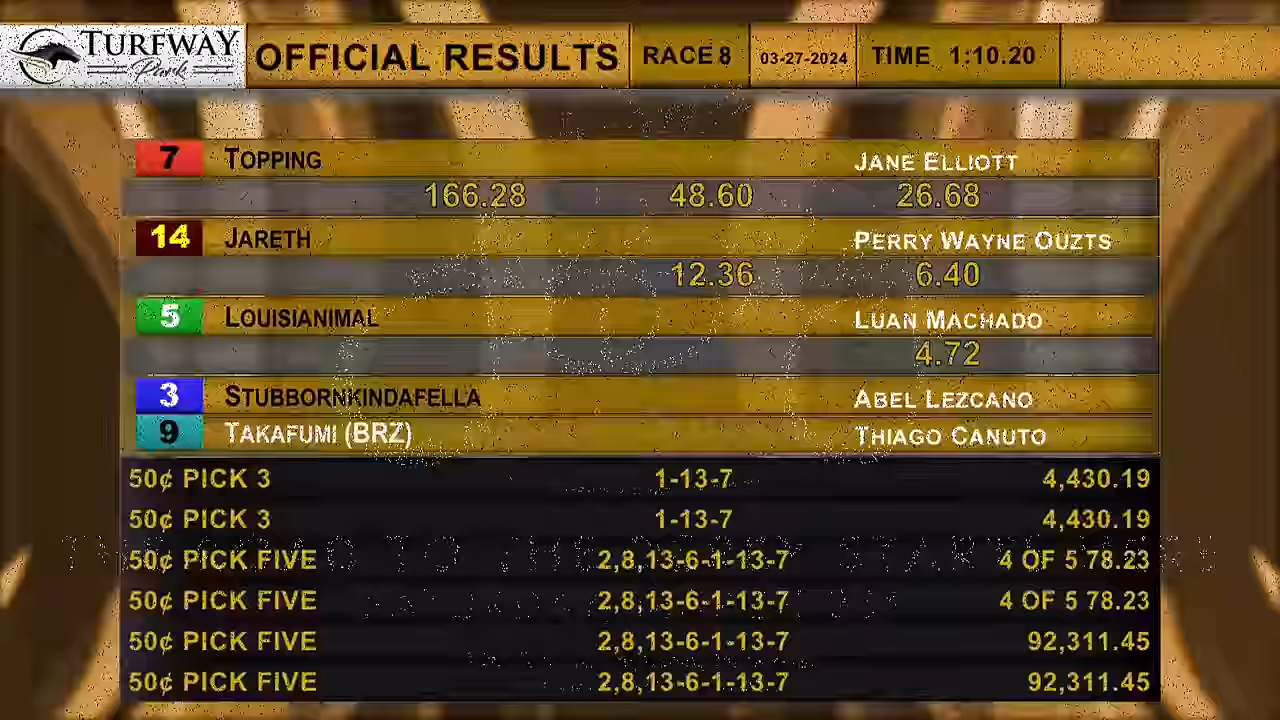 TURFWAY
Park
OFFICIAL RESULTS RACE 8 03-27-2024 TIME 1:10.20
7 TOPPING JANE ELLIOTT
166.28 48.60 26.68
14 JARETH PERRY WAYNE OUZTS
12.36 6.40
5 LOUISIANIMAL LUAN MACHADO
4.72
3 STUBBORNKINDAFELLA ABEL LEZCANO
9 TAKAFUMI (BRZ) THIAGO CANUTO
50¢ PICK 3 1-13-7 4,430.19
50¢ PICK 3 1-13-7 4,430.19
50¢ PICK FIVE 2,8,13-6-1-13-7 4 OF 5 78.23
50¢ PICK FIVE 2,8,13-6-1-13-7 4 OF 5 78.23
50¢ PICK FIVE 2,8,13-6-1-13-7 92,311.45
50¢ PICK FIVE 2,8,13-6-1-13-7 92,311.45